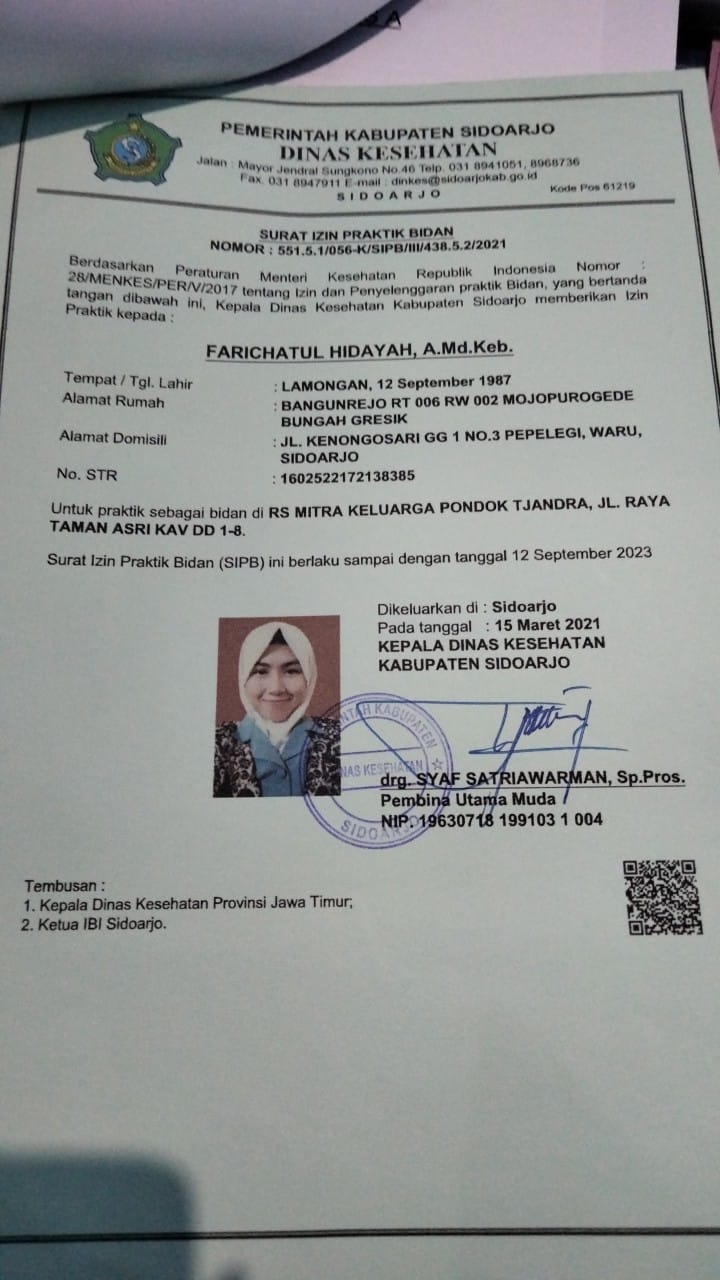 PEMERINTAH KABUPATEN SIDOARJO
DINAS KESEHATAN
Jalan : Mayor Jendral Sungkono No.46 Telp. 031 8941051, 8968736
Fax. 031 8947911 E-mail : dinkes@sidoarjokab.go.id
SIDOARJO
Kode Pos 61219
SURAT IZIN PRAKTIK BIDAN
NOMOR : 551.5.1/056-K/SIPB/III/438.5.2/2021
Berdasarkan Peraturan Menteri Kesehatan Republik Indonesia Nomor :
28/MENKES/PER/V/2017 tentang Izin dan Penyelenggaran praktik Bidan, yang bertanda
tangan dibawah ini, Kepala Dinas Kesehatan Kabupaten Sidoarjo memberikan Izin
Praktik kepada :
FARICHATUL HIDAYAH, A.Md.Keb.
Tempat / Tgl. Lahir : LAMONGAN, 12 September 1987
Alamat Rumah : BANGUNREJO RT 006 RW 002 MOJOPUROGEDE
BUNGAH GRESIK
Alamat Domisili : JL. KENONGOSARI GG 1 NO.3 PEPELEGI, WARU,
SIDOARJO
No. STR : 1602522172138385
Untuk praktik sebagai bidan di RS MITRA KELUARGA PONDOK TJANDRA, JL. RAYA
TAMAN ASRI KAV DD 1-8.
Surat Izin Praktik Bidan (SIPB) ini berlaku sampai dengan tanggal 12 September 2023
Dikeluarkan di : Sidoarjo
Pada tanggal : 15 Maret 2021
KEPALA DINAS KESEHATAN
KABUPATEN SIDOARJO
KABUPATEN
DINAS KESEHATAN
SIDOARJO
drg. SYAF SATRIAWARMAN, Sp.Pros.
Pembina Utama Muda
NIP. 19630718 199103 1 004
Tembusan :
1. Kepala Dinas Kesehatan Provinsi Jawa Timur;
2. Ketua IBI Sidoarjo.